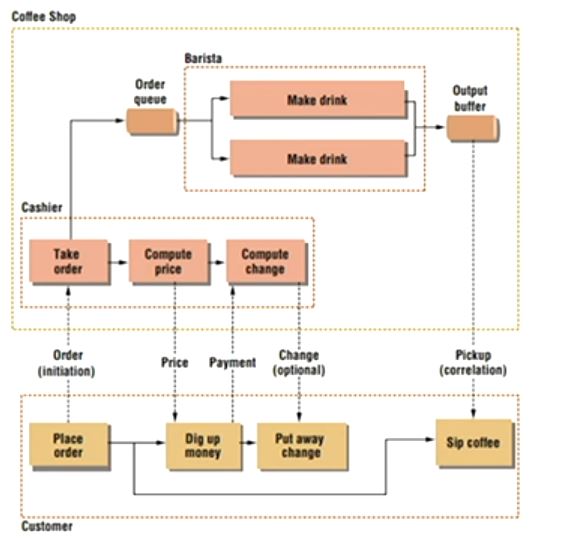 Coffee Shop
Barista
Order
queue
Make drink
Output
buffer
Make drink
Cashier
Take
order
Compute
price
Compute
change
Order
(initiation)
Price
Payment
Change
(optional)
Pickup
(correlation)
Place
order
Dig up
money
Put away
change
Sip coffee
Customer